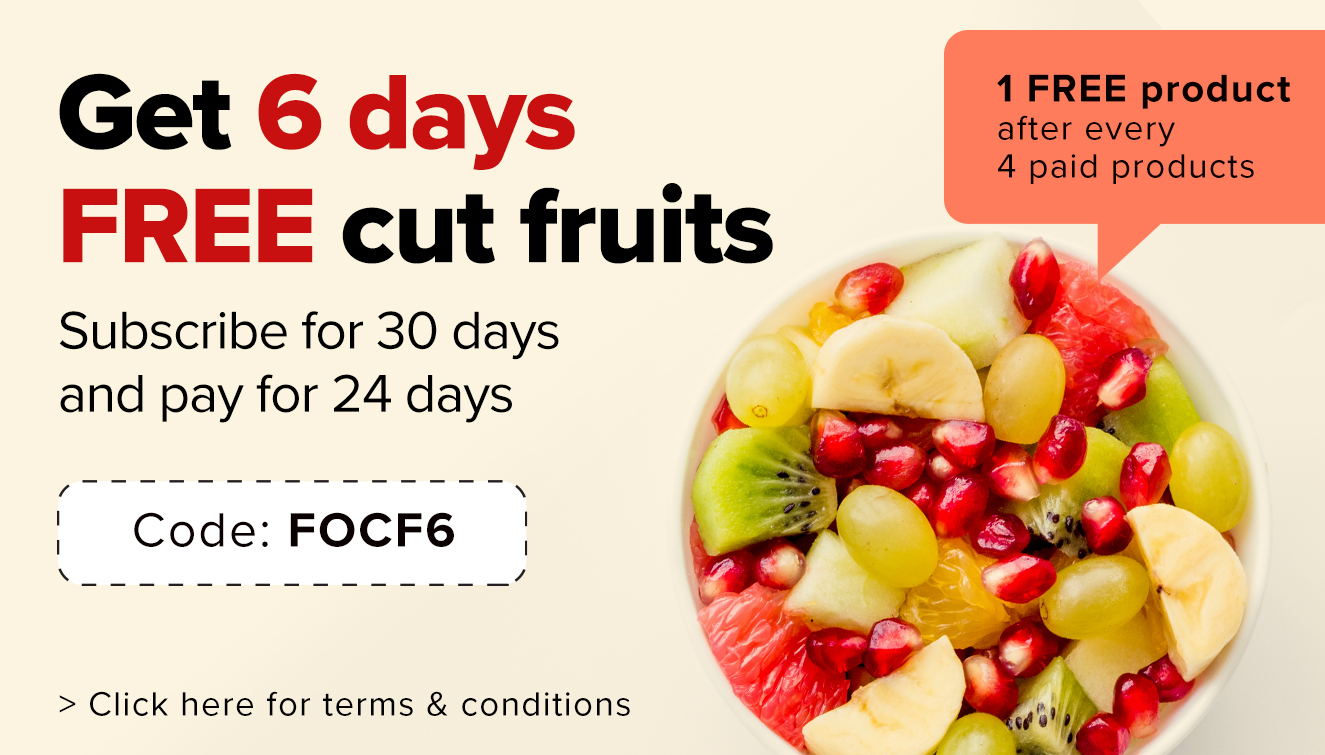 Get 6 days
FREE cut fruits
Subscribe for 30 days
and pay for 24 days
Code: FOCF6
> Click here for terms & conditions
1 FREE product
after every
4 paid products